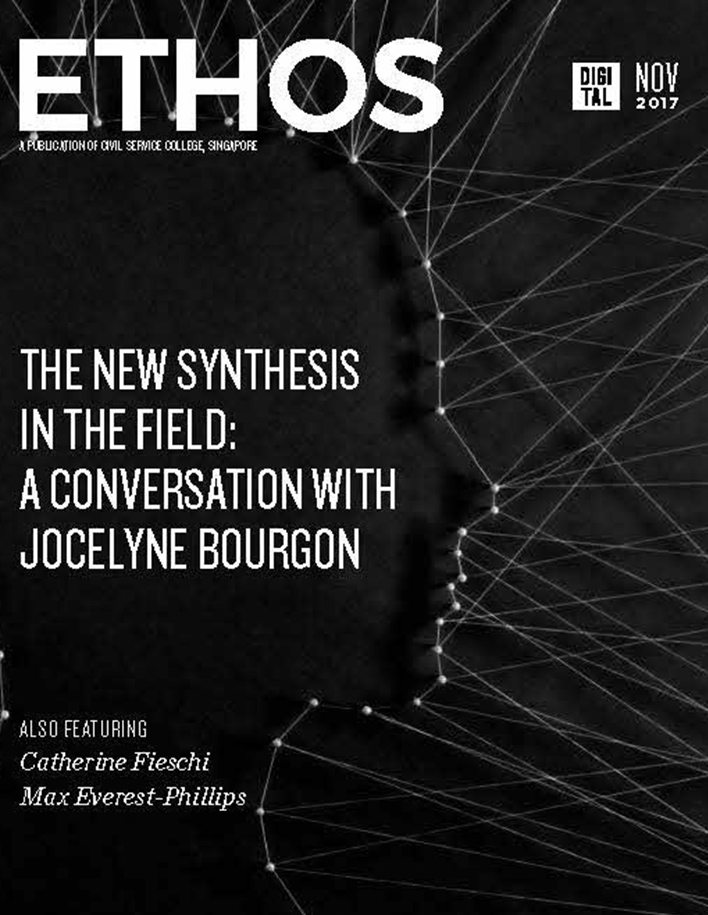 ETHOS
DIGI
TAL
NOV
2017
A PUBLICATION OF CIVIL SERVICE COLLEGE, SINGAPORE
THE NEW SYNTHESIS
IN THE FIELD:
A CONVERSATION WITH
JOCELYNE BOURGON
ALSO FEATURING
Catherine Fieschi
Max Everest-Phillips